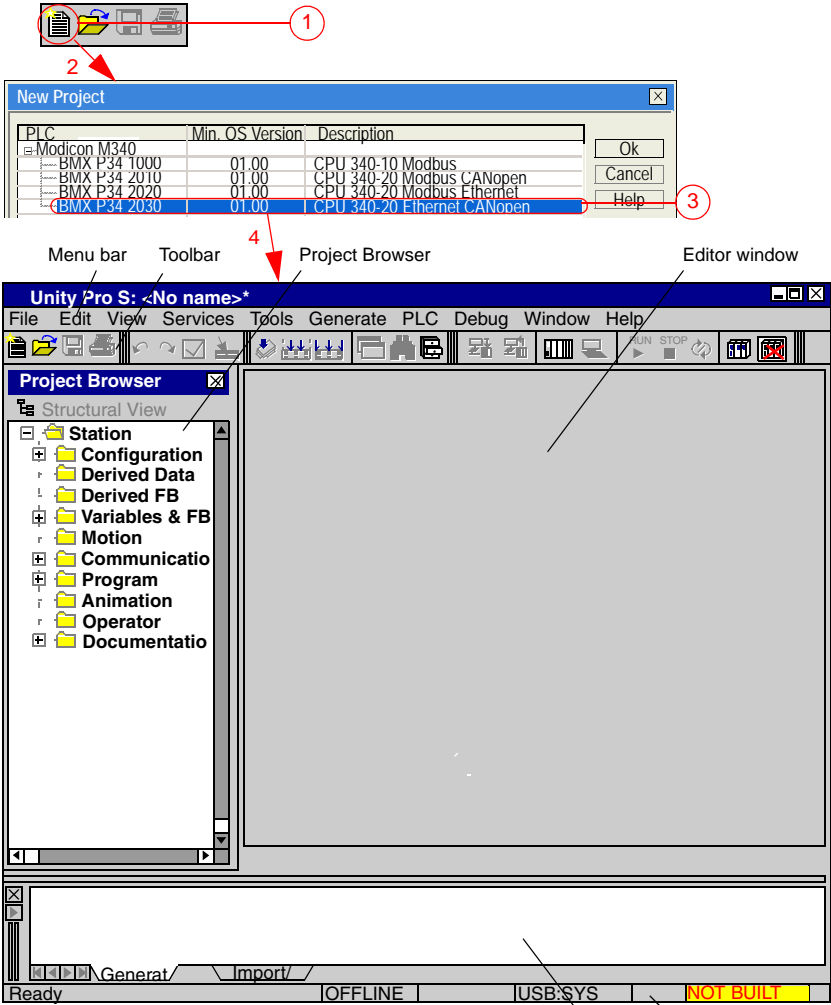 1
2
New Project
PLC Min. OS Version Description
Modicon M340
BMX P34 1000 01.00 CPU 340-10 Modbus
BMX P34 2010 01.00 CPU 340-20 Modbus CANopen
BMX P34 2020 01.00 CPU 340-20 Modbus Ethernet
BMX P34 2030 01.00 CPU 340-20 Ethernet CANopen
Ok
Cancel
Help
3
4
Menu bar Toolbar Project Browser Editor window
Unity Pro S: <No name>*
File Edit View Services Tools Generate PLC Debug Window Help
RUN STOP
Project Browser
Structural View
Station
Configuration
Derived Data
Derived FB
Variables & FB
Motion
Communicatio
Program
Animation
Operator
Documentatio
Generat Import/
Ready OFFLINE USB:SYS NOT BUILT